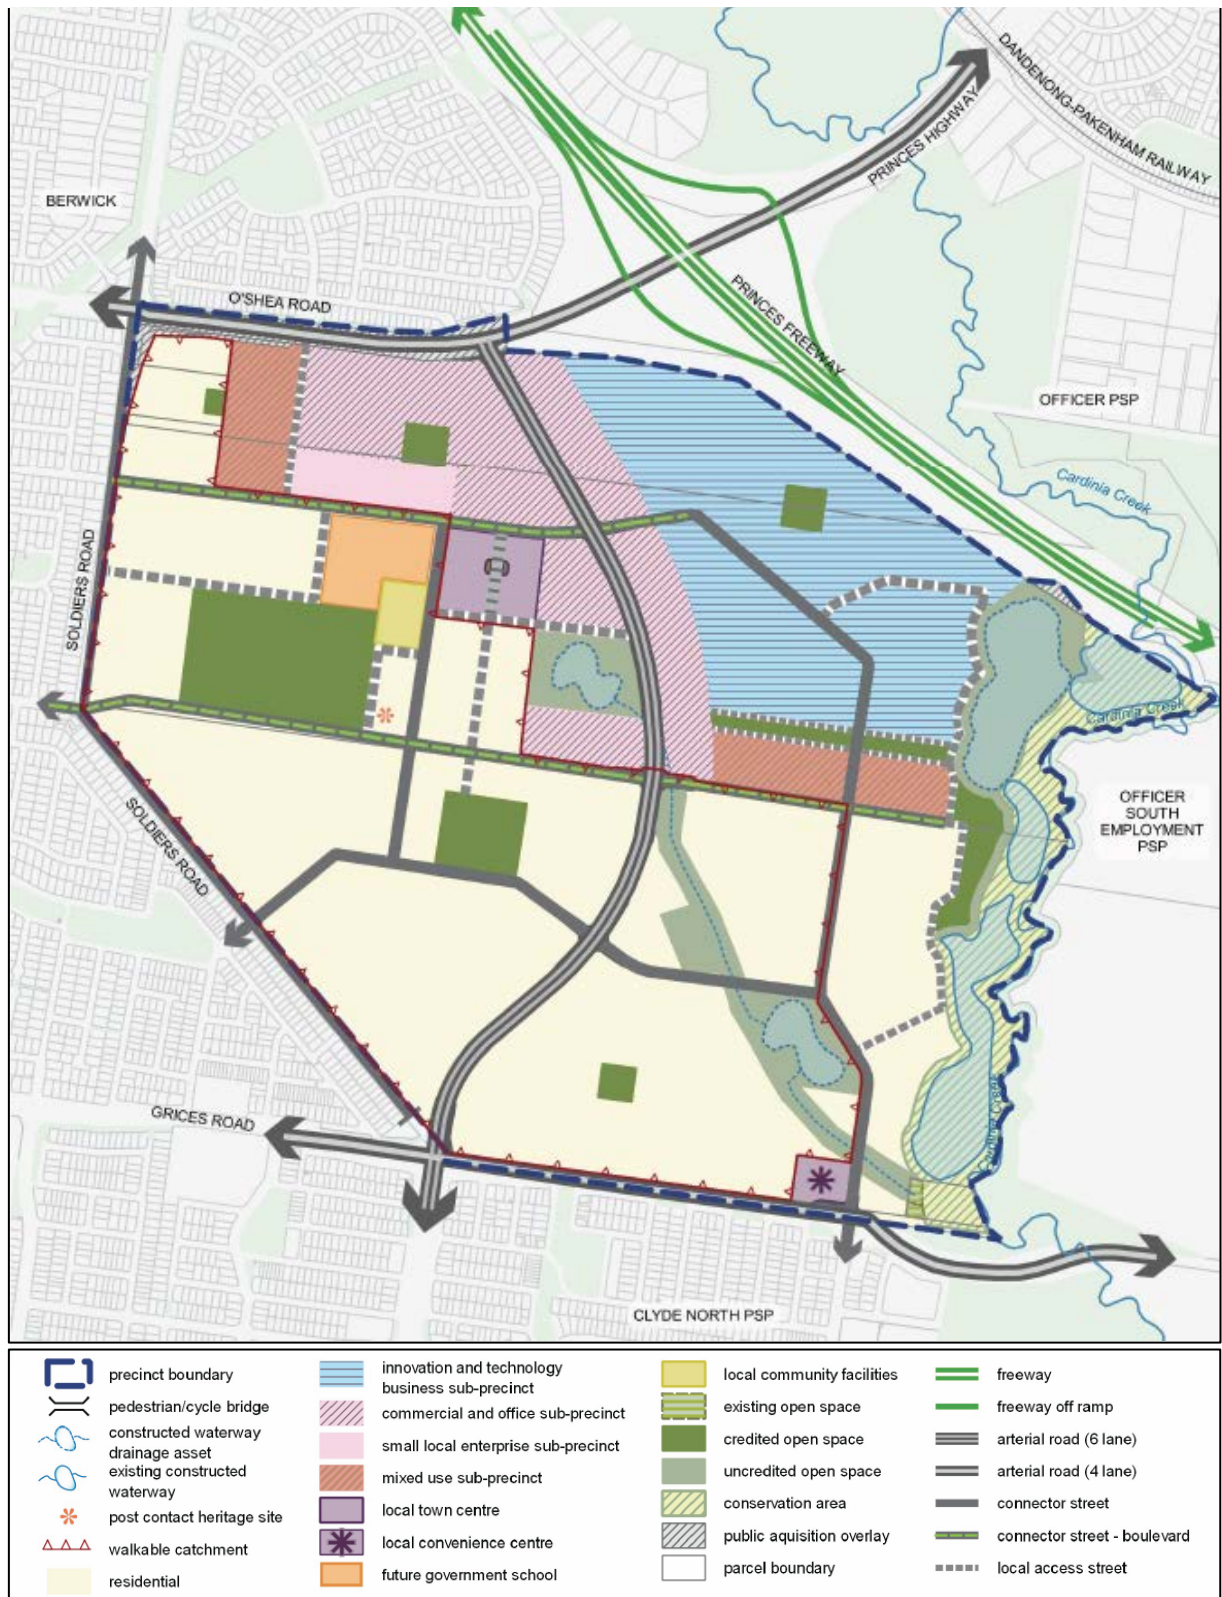 DANDENONG-PAKENHAM RAILWAY
PRINCES HIGHWAY
BERWICK
O'SHEA ROAD
PRINCES FREEWAY
OFFICER PSP
Cardinia Creek
SOLDIERS ROAD
Cardinia Creek
OFFICER
SOUTH
EMPLOYMENT
PSP
SOLDIERS ROAD
Cardinia Creek
GRICES ROAD
CLYDE NORTH PSP
precinct boundary
pedestrian/cycle bridge
constructed waterway
drainage asset
existing constructed
waterway
post contact heritage site
walkable catchment
residential
innovation and technology
business sub-precinct
commercial and office sub-precinct
small local enterprise sub-precinct
mixed use sub-precinct
local town centre
local convenience centre
future government school
local community facilities
existing open space
credited open space
uncredited open space
conservation area
public aquisition overlay
parcel boundary
freeway
freeway off ramp
arterial road (6 lane)
arterial road (4 lane)
connector street
connector street - boulevard
local access street